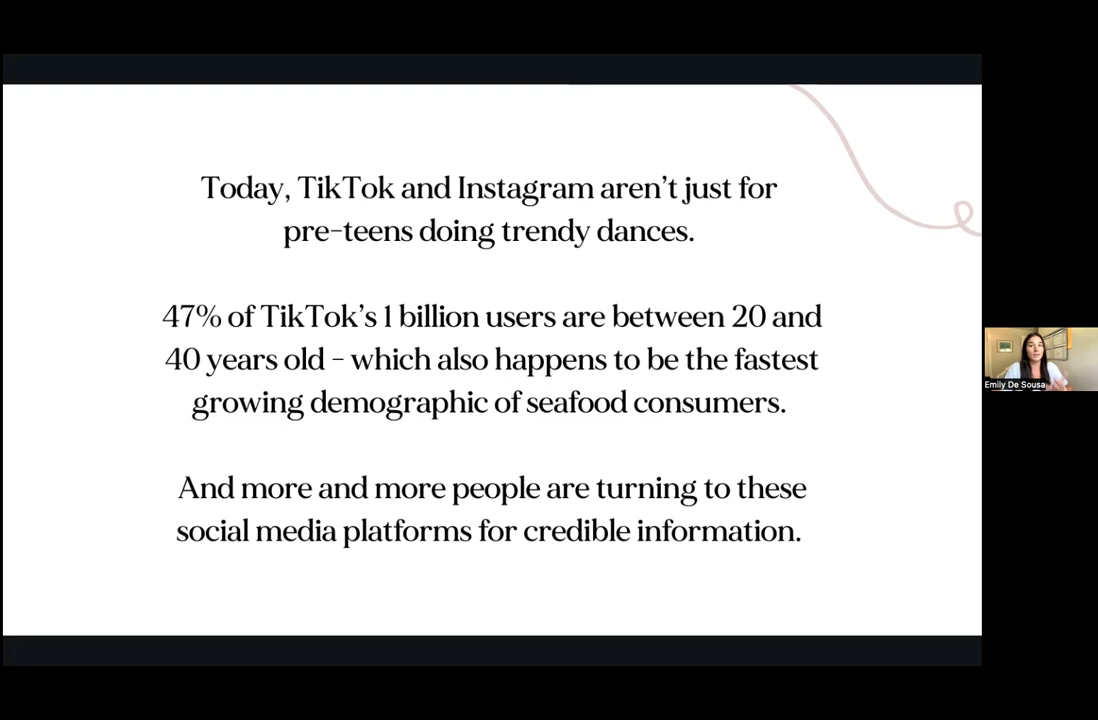 Today, TikTok and Instagram aren't just for
pre-teens doing trendy dances.
47% of TikTok's 1 billion users are between 20 and
40 years old - which also happens to be the fastest
growing demographic of seafood consumers.
And more and more people are turning to these
social media platforms for credible information.
Emily De Sousa